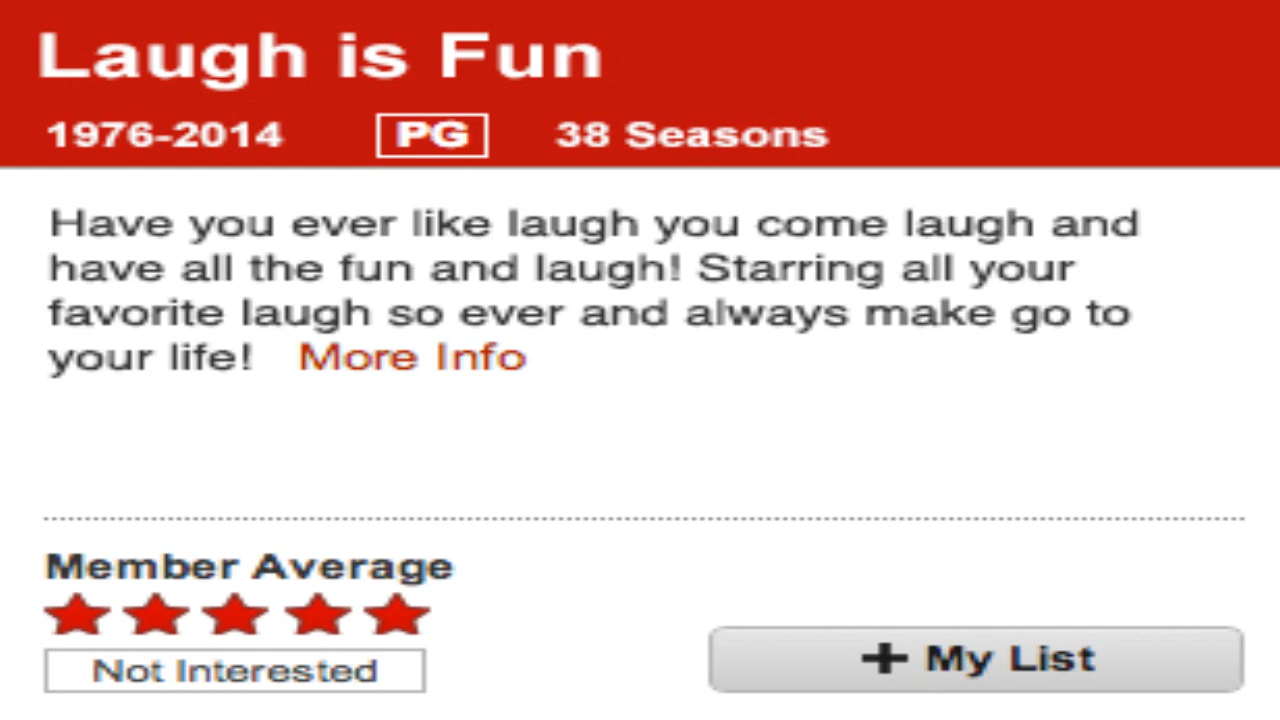 Laugh is Fun
1976-2014 PG 38 Seasons
Have you ever like laugh you come laugh and
have all the fun and laugh! Starring all your
favorite laugh so ever and always make go to
your life! More Info
Member Average
Not Interested
+ My List